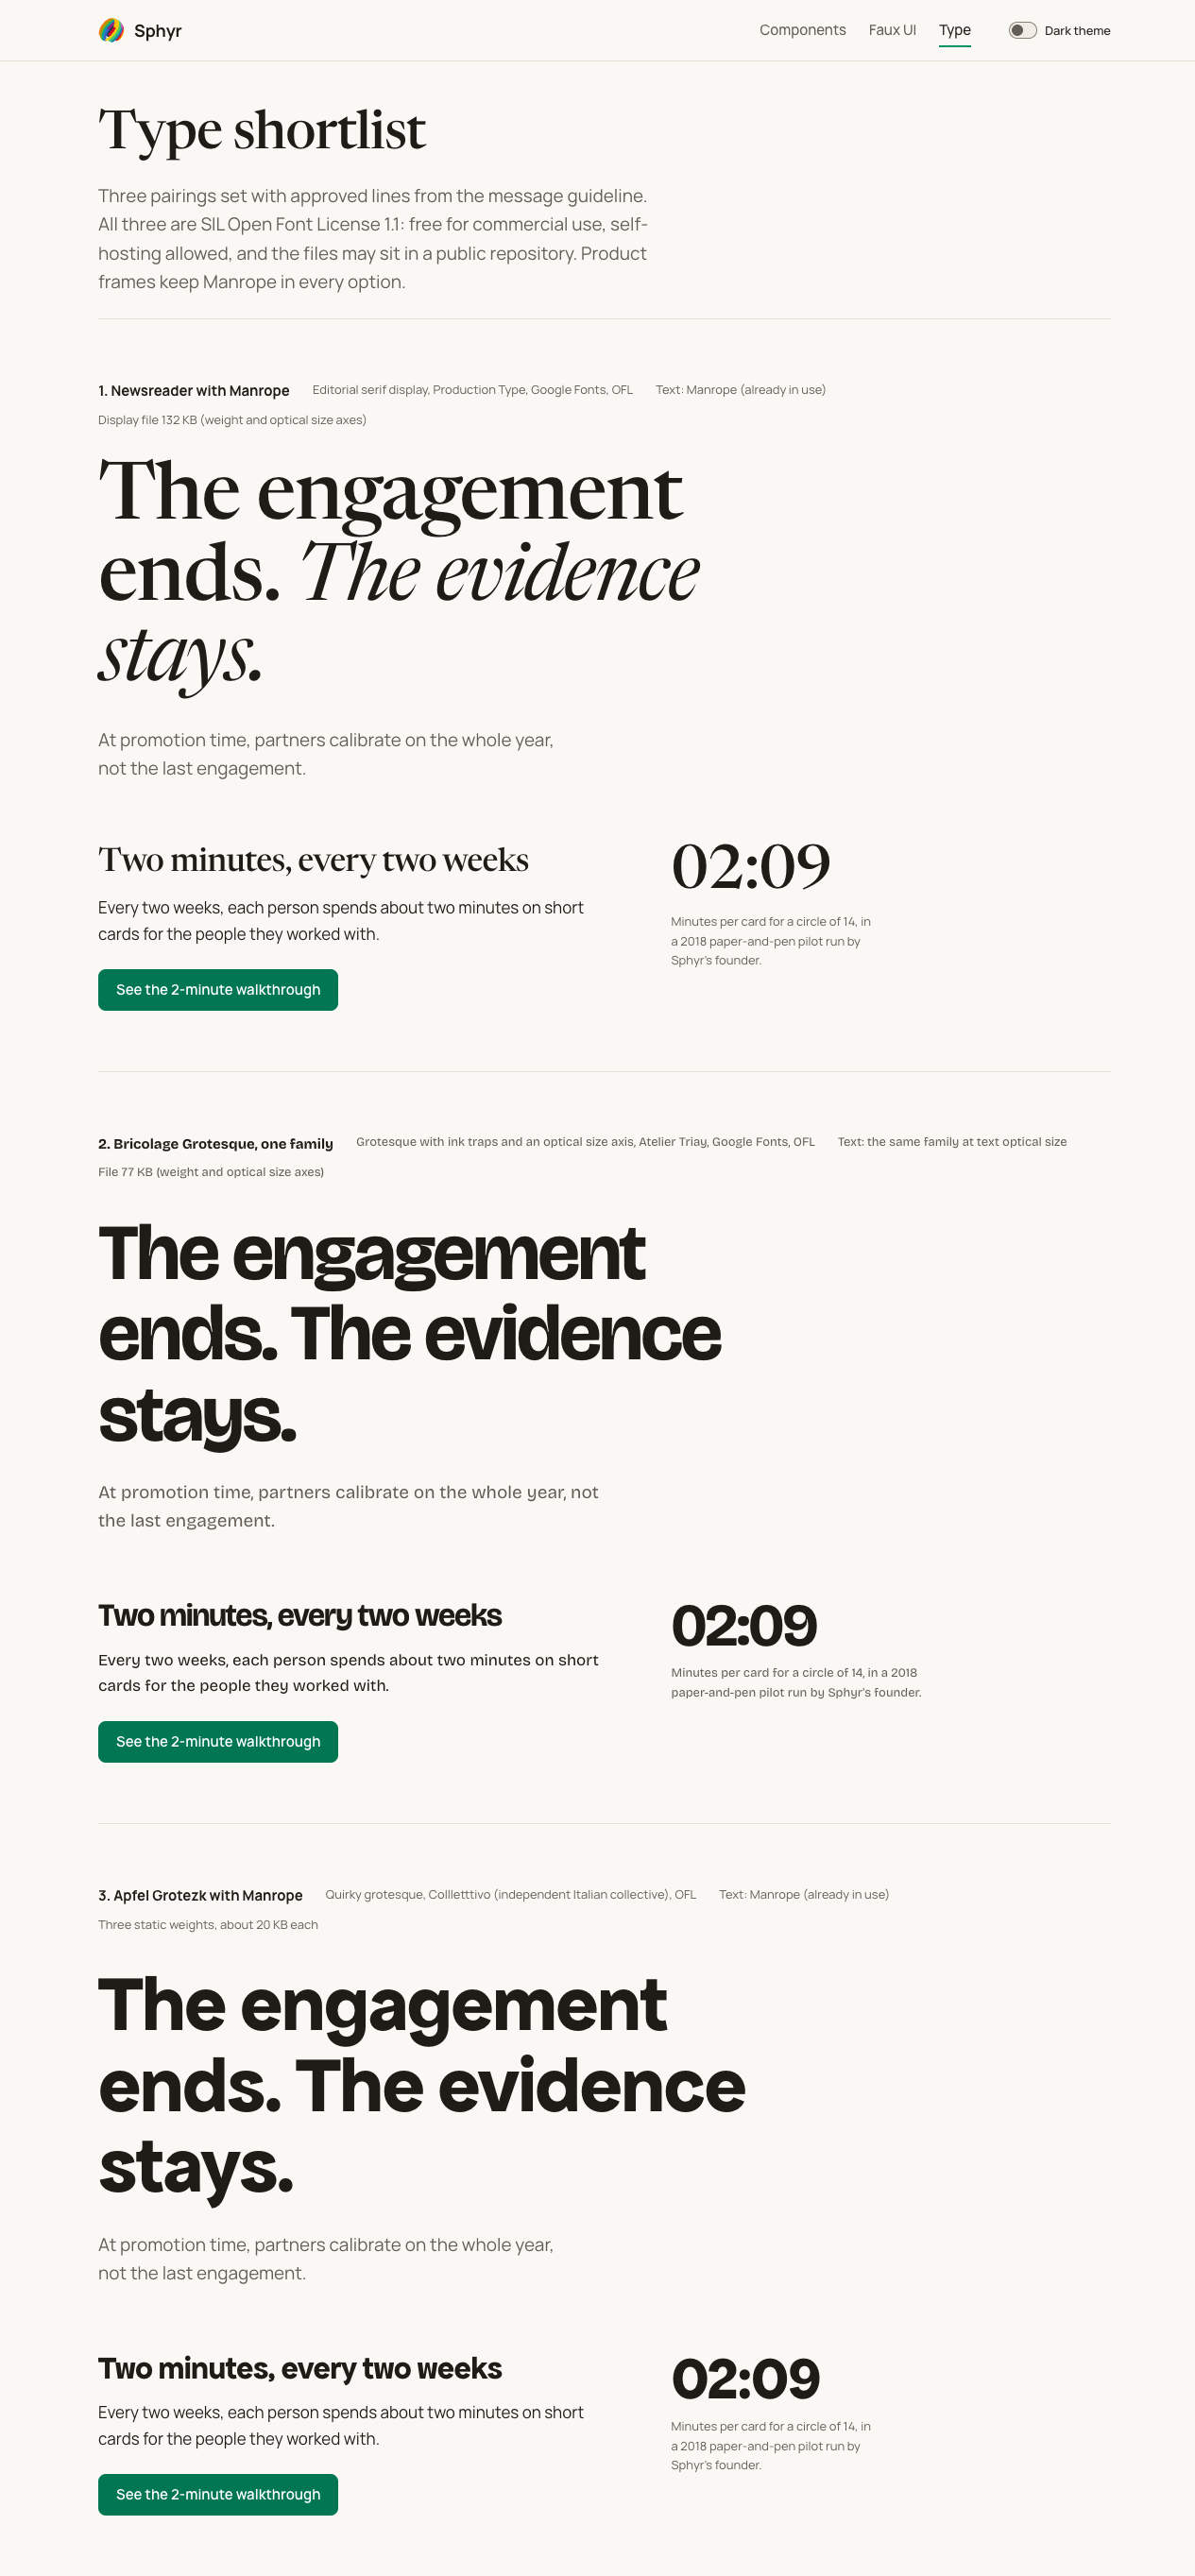 Sphyr
Components Faux UI Type Dark theme
Type shortlist
Three pairings set with approved lines from the message guideline.
All three are SIL Open Font License 1.1: free for commercial use, self-
hosting allowed, and the files may sit in a public repository. Product
frames keep Manrope in every option.
1. Newsreader with Manrope Editorial serif display, Production Type, Google Fonts, OFL Text: Manrope (already in use)
Display file 132 KB (weight and optical size axes)
The engagement
ends. The evidence
stays.
At promotion time, partners calibrate on the whole year,
not the last engagement.
Two minutes, every two weeks
Every two weeks, each person spends about two minutes on short
cards for the people they worked with.
See the 2-minute walkthrough
02:09
Minutes per card for a circle of 14, in
a 2018 paper-and-pen pilot run by
Sphyr's founder.
2. Bricolage Grotesque, one family Grotesque with ink traps and an optical size axis, Atelier Triay, Google Fonts, OFL Text: the same family at text optical size
File 77 KB (weight and optical size axes)
The engagement
ends. The evidence
stays.
At promotion time, partners calibrate on the whole year, not
the last engagement.
Two minutes, every two weeks
Every two weeks, each person spends about two minutes on short
cards for the people they worked with.
See the 2-minute walkthrough
02:09
Minutes per card for a circle of 14, in a 2018
paper-and-pen pilot run by Sphyr's founder.
3. Apfel Grotezk with Manrope Quirky grotesque, Collletttivo (independent Italian collective), OFL Text: Manrope (already in use)
Three static weights, about 20 KB each
The engagement
ends. The evidence
stays.
At promotion time, partners calibrate on the whole year,
not the last engagement.
Two minutes, every two weeks
Every two weeks, each person spends about two minutes on short
cards for the people they worked with.
See the 2-minute walkthrough
02:09
Minutes per card for a circle of 14, in
a 2018 paper-and-pen pilot run by
Sphyr's founder.